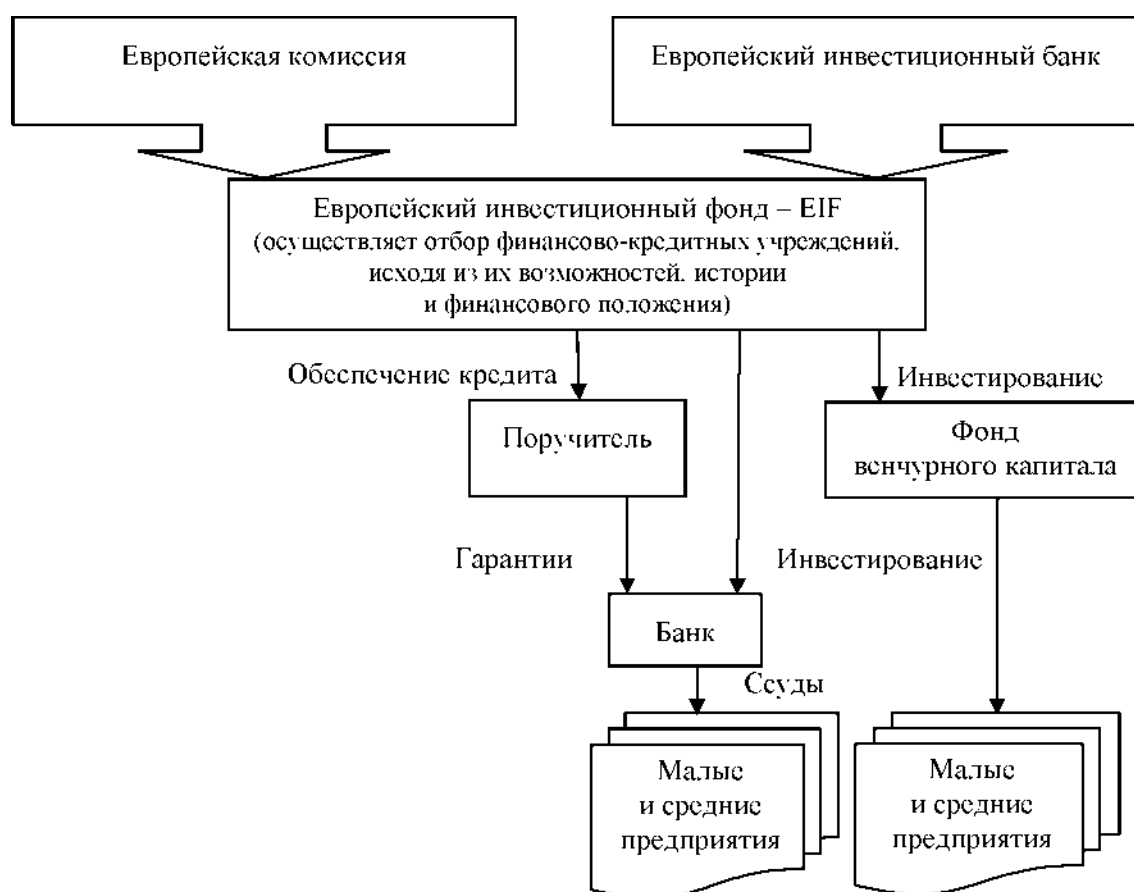 Европейская комиссия
Европейский инвестиционный банк
Европейский инвестиционный фонд – EIF
(осуществляет отбор финансово-кредитных учреждений,
исходя из их возможностей, истории
и финансового положения)
Обеспечение кредита
Инвестирование
Поручитель
Фонд
венчурного капитала
Гарантии
Инвестирование
Банк
Ссуды
Малые
и средние
предприятия
Малые
и средние
предприятия